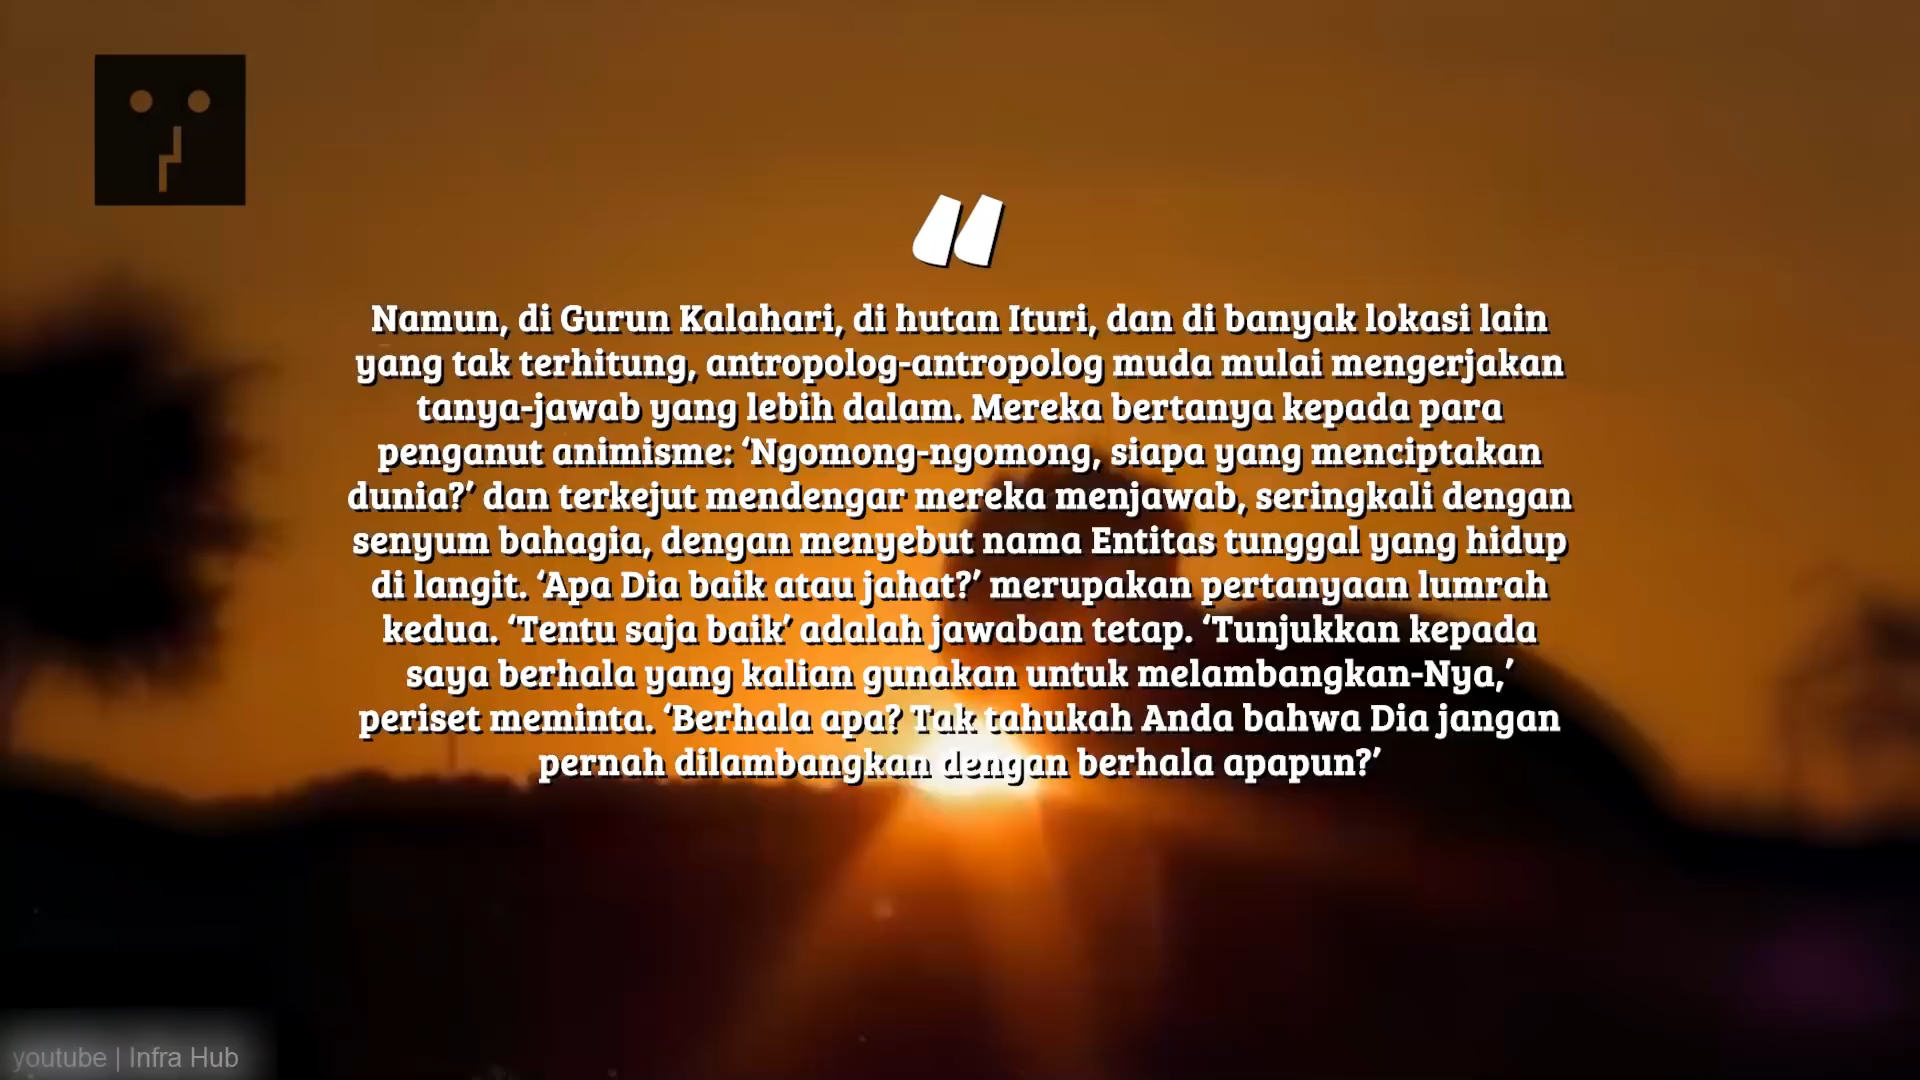 “
Namun, di Gurun Kalahari, di hutan Ituri, dan di banyak lokasi lain
yang tak terhitung, antropolog-antropolog muda mulai mengerjakan
tanya-jawab yang lebih dalam. Mereka bertanya kepada para
penganut animisme: ‘Ngomong-ngomong, siapa yang menciptakan
dunia?’ dan terkejut mendengar mereka menjawab, seringkali dengan
senyum bahagia, dengan menyebut nama Entitas tunggal yang hidup
di langit. ‘Apa Dia baik atau jahat?’ merupakan pertanyaan lumrah
kedua. ‘Tentu saja baik’ adalah jawaban tetap. ‘Tunjukkan kepada
saya berhala yang kalian gunakan untuk melambangkan-Nya,’
periset meminta. ‘Berhala apa? Tak tahukah Anda bahwa Dia jangan
pernah dilambangkan dengan berhala apapun?’
youtube | Infra Hub